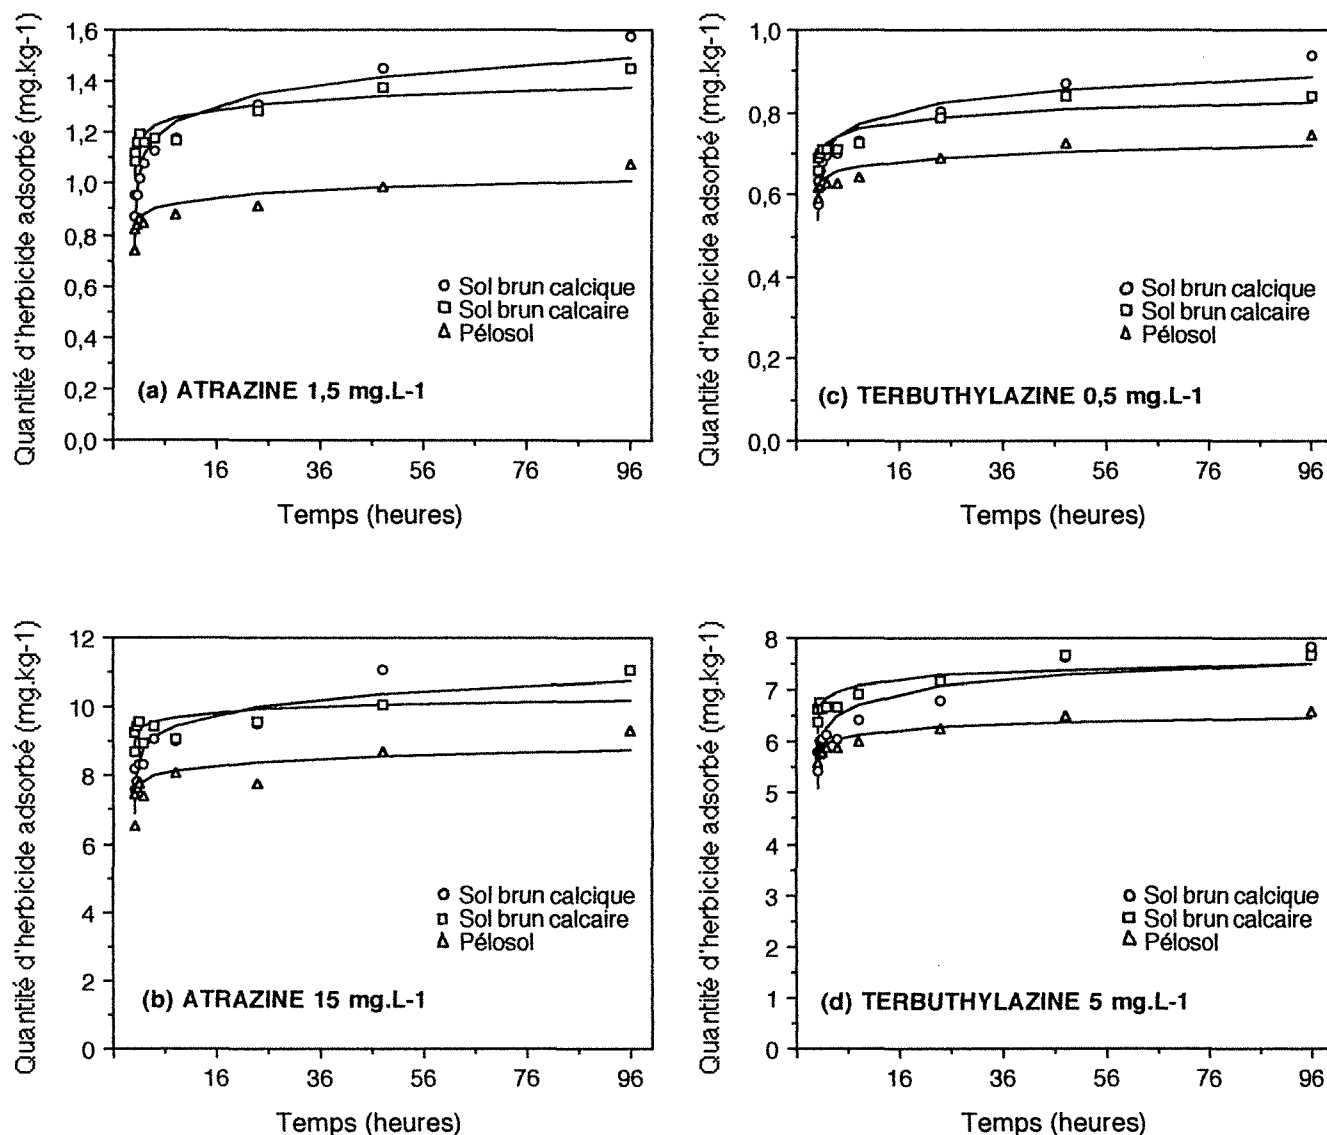 Quantité d'herbicide adsorbé (mg.kg-1)
1,6
1,4
1,2
1,0
0,8
0,6
0,4
0,2
0,0
Sol brun calcique
Sol brun calcaire
Pélosol
(a) ATRAZINE 1,5 mg.L-1
16 36 56 76 96
Temps (heures)
Quantité d'herbicide adsorbé (mg.kg-1)
1,0
0,8
0,6
0,4
0,2
0,0
Sol brun calcique
Sol brun calcaire
Pélosol
(c) TERBUTHYLAZINE 0,5 mg.L-1
16 36 56 76 96
Temps (heures)
Quantité d'herbicide adsorbé (mg.kg-1)
12
10
8
6
4
2
0
Sol brun calcique
Sol brun calcaire
Pélosol
(b) ATRAZINE 15 mg.L-1
16 36 56 76 96
Temps (heures)
Quantité d'herbicide adsorbé (mg.kg-1)
8
7
6
5
4
3
2
1
0
Sol brun calcique
Sol brun calcaire
Pélosol
(d) TERBUTHYLAZINE 5 mg.L-1
16 36 56 76 96
Temps (heures)